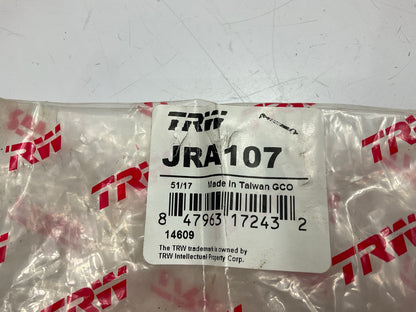 TRW
JRA107
51/17 Made In Taiwan GCO
8 47963 17243 2
14609
The TRW trademark is owned by
TRW Intellectual Property Corp.
TRW
TRW
TRW
TRW
TRW